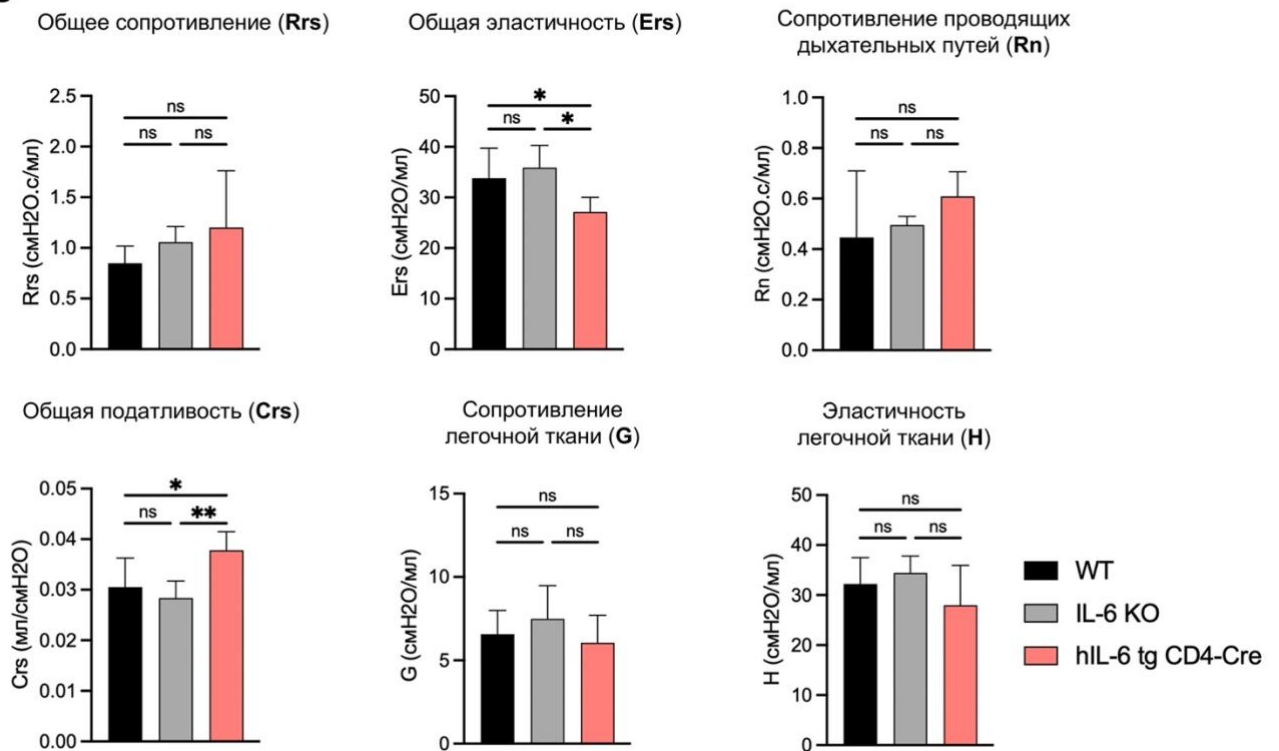 Общее сопротивление (Rrs)
Rrs (смH2O.с/мл)
2.5
2.0
1.5
1.0
0.5
0.0
ns
ns
ns
Общая эластичность (Ers)
Ers (смH2O/мл)
50
40
30
20
10
0
*
ns
*
Сопротивление проводящих
дыхательных путей (Rn)
Rn (смH2O.с/мл)
1.0
0.8
0.6
0.4
0.2
0.0
ns
ns
ns
Общая податливость (Crs)
Crs (мл/смH2O)
0.05
0.04
0.03
0.02
0.01
0.00
*
ns
**
Сопротивление
легочной ткани (G)
G (смH2O/мл)
15
10
5
0
ns
ns
ns
Эластичность
легочной ткани (H)
H (смH2O/мл)
50
40
30
20
10
0
ns
ns
ns
WT
IL-6 KO
hIL-6 tg CD4-Cre